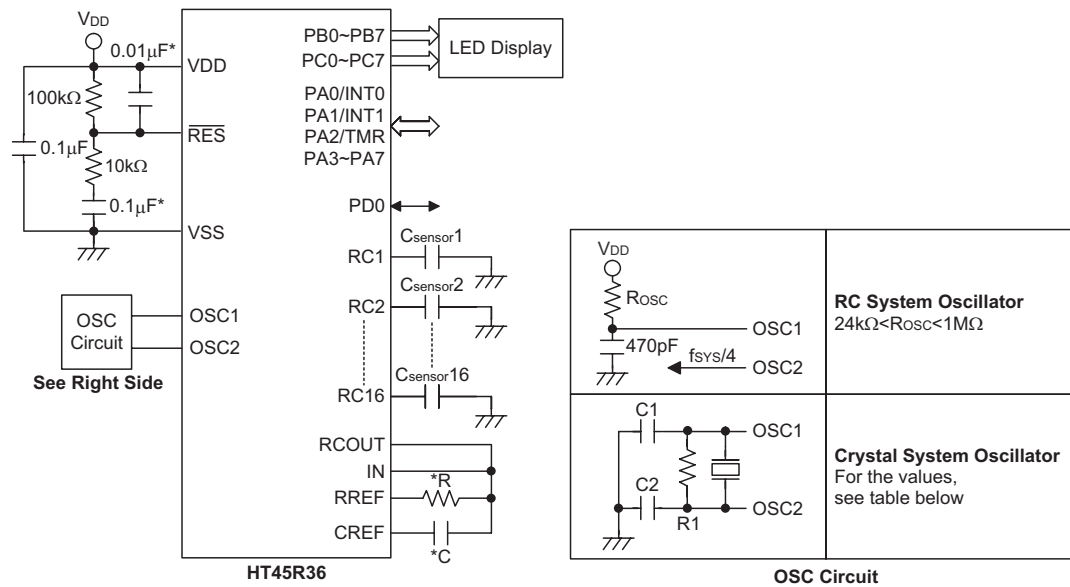 VDD
0.01μF*
VDD
100kΩ
RES
0.1μF
10kΩ
0.1μF*
VSS
OSC
Circuit
See Right Side
OSC1
OSC2
PB0~PB7
PC0~PC7
LED Display
PA0/INT0
PA1/INT1
PA2/TMR
PA3~PA7
PD0
RC1
Csensor1
RC2
Csensor2
RC16
Csensor16
RCOUT
IN
RREF
*R
CREF
*C
HT45R36
VDD
ROSC
470pF
OSC1
fSYS/4
OSC2
RC System Oscillator
24kΩ<ROSC<1MΩ
C1
OSC1
C2
R1
OSC2
Crystal System Oscillator
For the values,
see table below
OSC Circuit